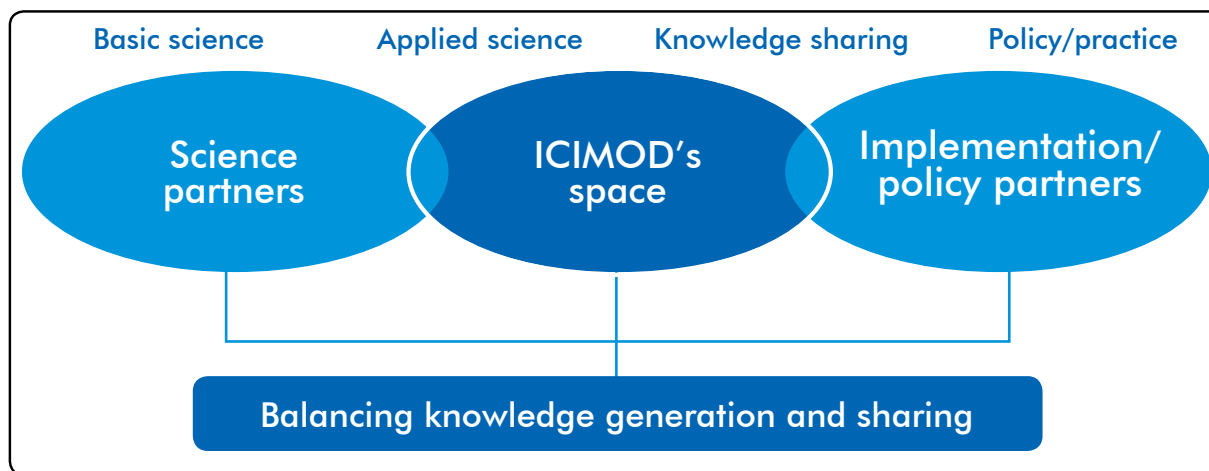 Basic science Applied science Knowledge sharing Policy/practice
Science
partners
ICIMOD's
space
Implementation/
policy partners
Balancing knowledge generation and sharing